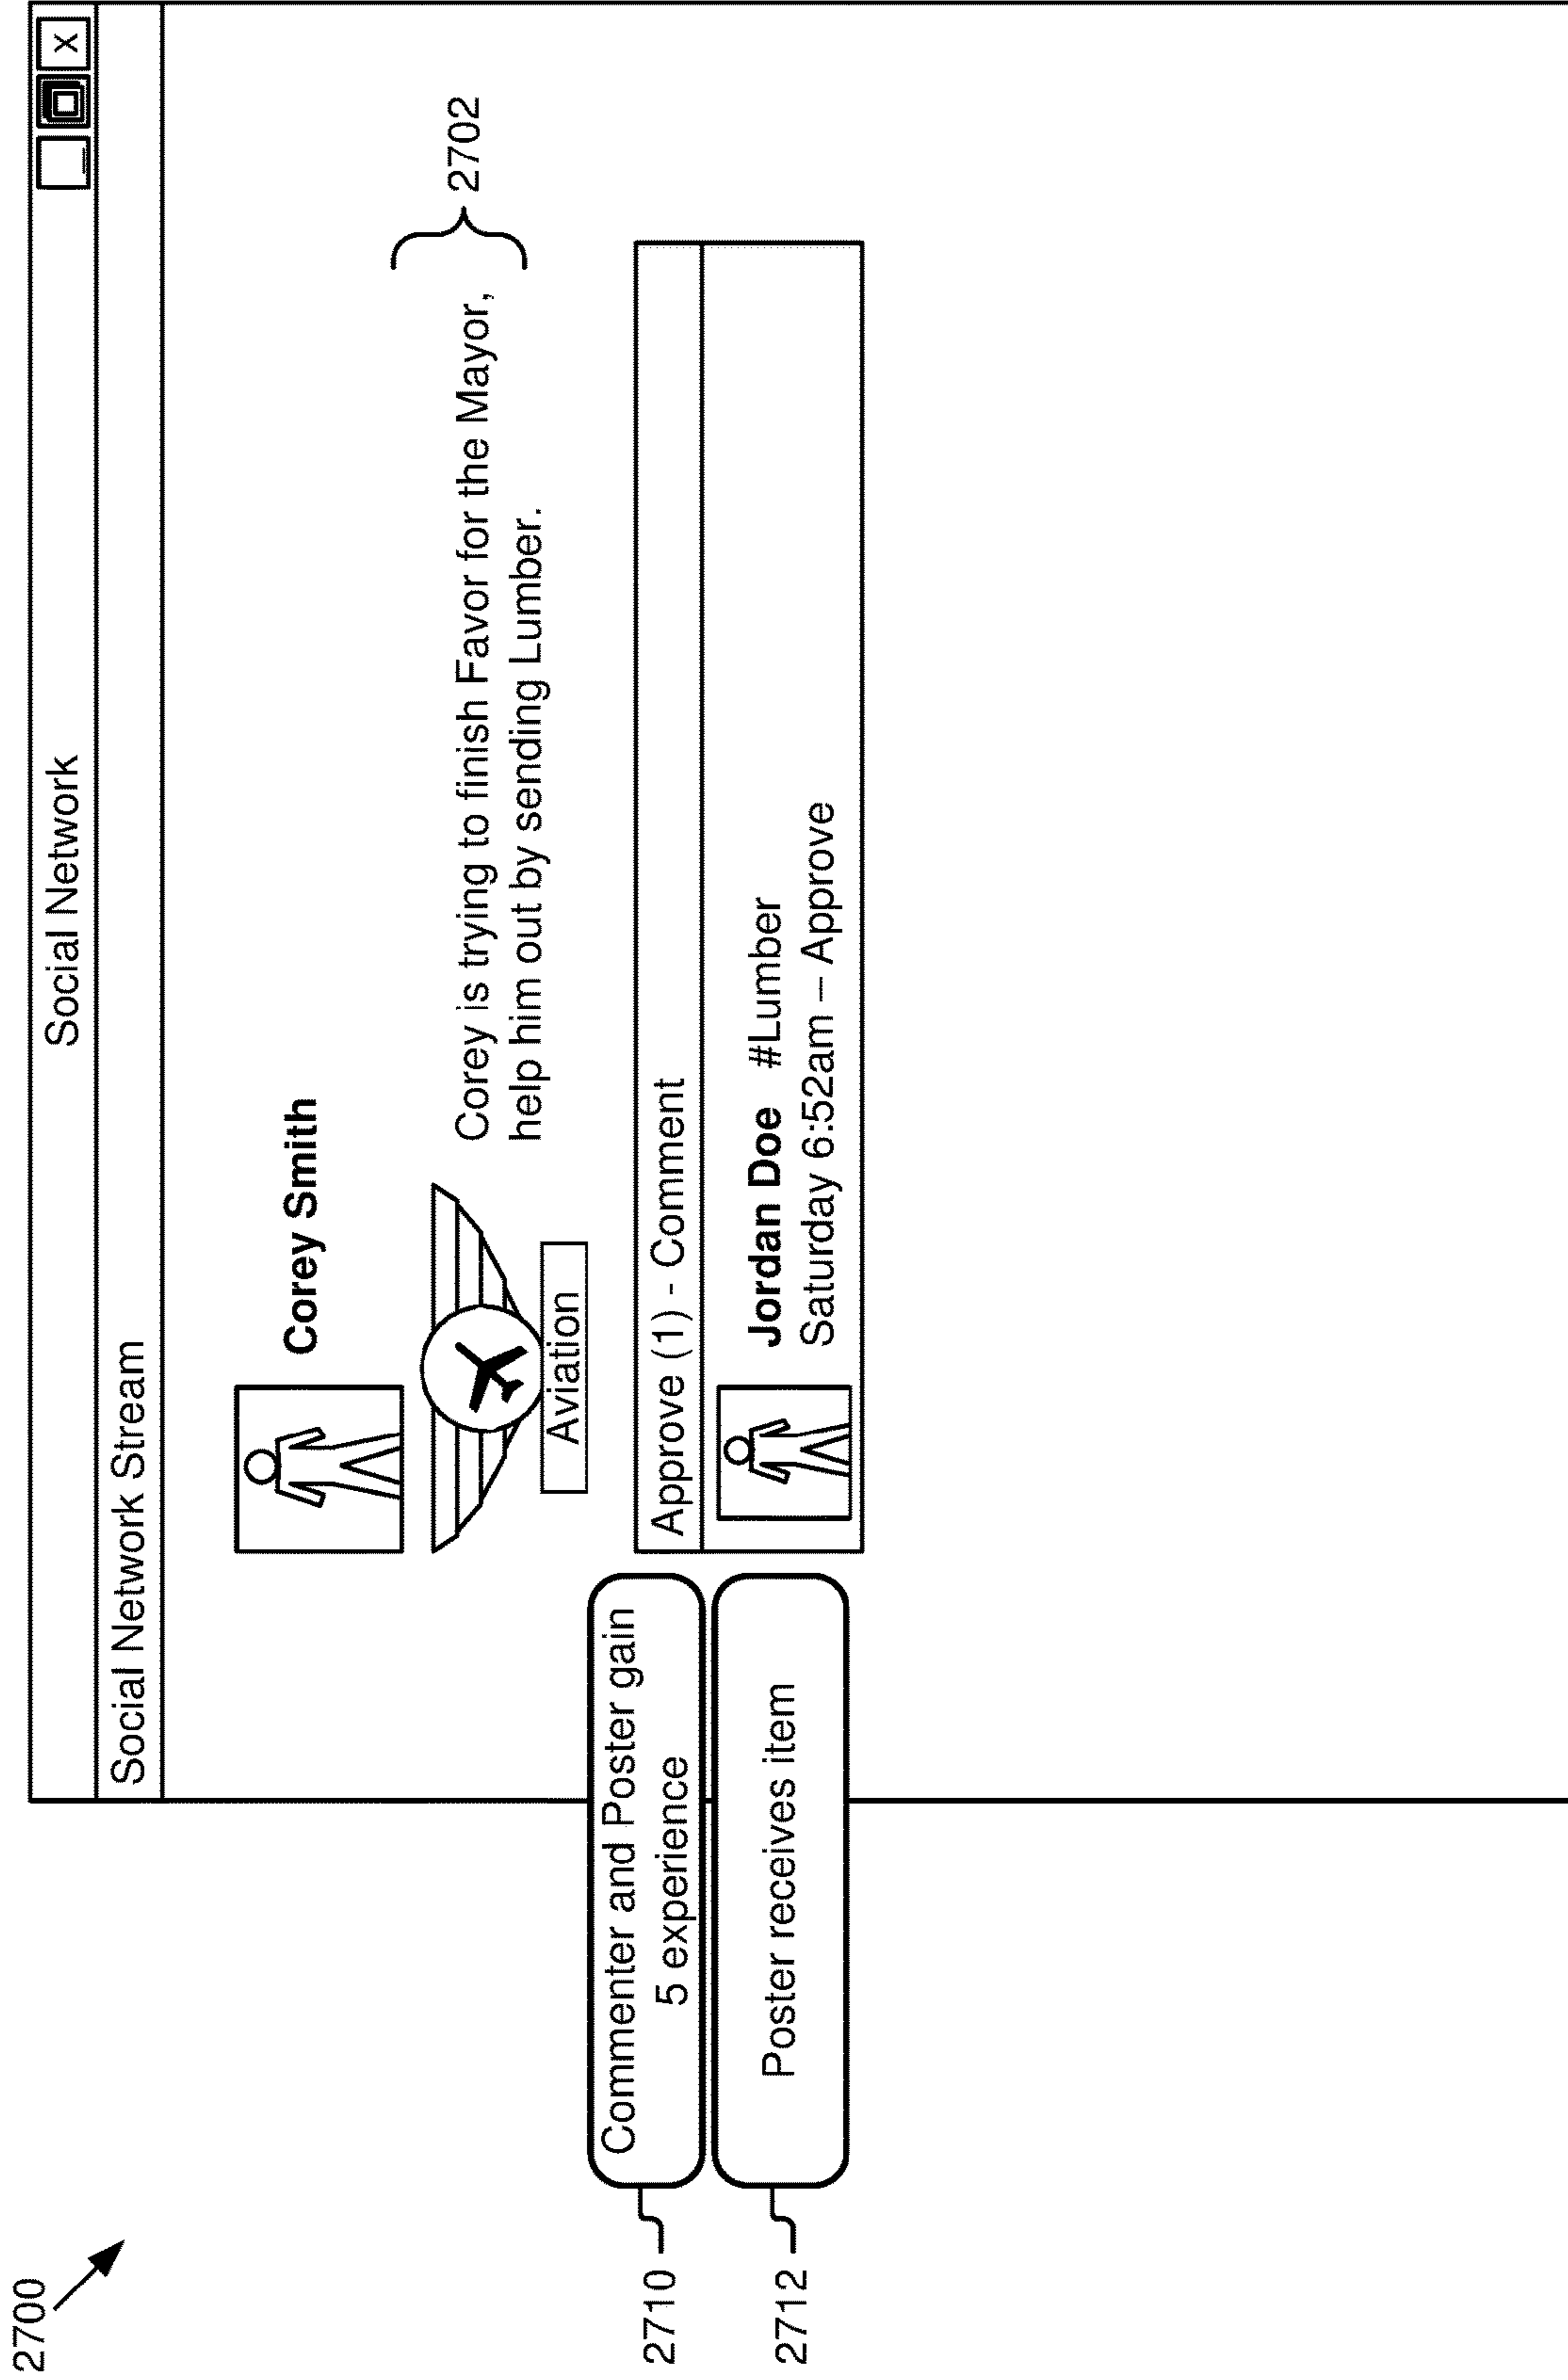 2700
Social Network
_ X
Social Network Stream
Corey Smith
Aviation
Corey is trying to finish Favor for the Mayor,
help him out by sending Lumber.
2702
2710
Commenter and Poster gain
5 experience
Approve (1) - Comment
2712
Poster receives item
Jordan Doe #Lumber
Saturday 6:52am – Approve